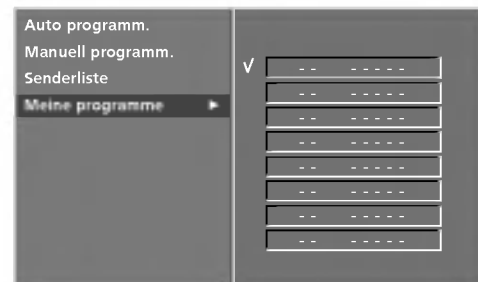 Auto programm.
Manuell programm.
Senderliste
Meine programme ►
√ -- -----
-- -----
-- -----
-- -----
-- -----
-- -----
-- -----
-- -----